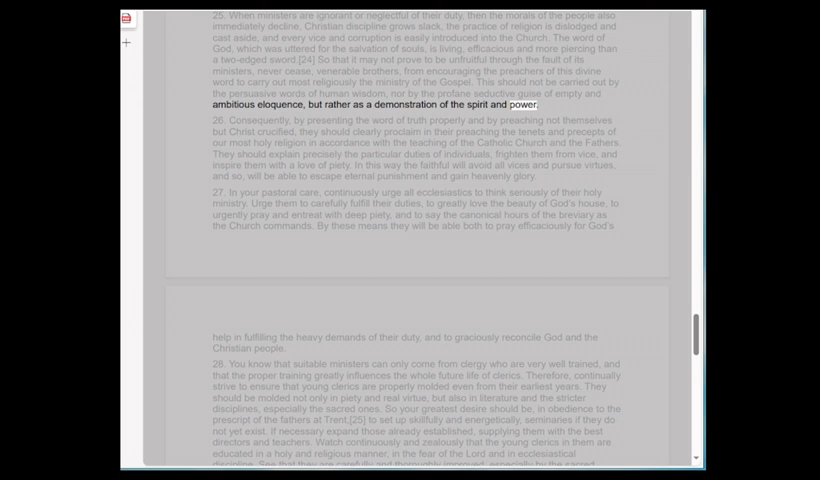 25. When ministers are ignorant or neglectful of their duty, then the morals of the people also
immediately decline, Christian discipline grows slack, the practice of religion is dislodged and
cast aside, and every vice and corruption is easily introduced into the Church. The word of
God, which was uttered for the salvation of souls, is living, efficacious and more piercing than
a two-edged sword.[24] So that it may not prove to be unfruitful through the fault of its
ministers, never cease, venerable brothers, from encouraging the preachers of this divine
word to carry out most religiously the ministry of the Gospel. This should not be carried out by
the persuasive words of human wisdom, nor by the profane seductive guise of empty and
ambitious eloquence, but rather as a demonstration of the spirit and power.
26. Consequently, by presenting the word of truth properly and by preaching not themselves
but Christ crucified, they should clearly proclaim in their preaching the tenets and precepts of
our most holy religion in accordance with the teaching of the Catholic Church and the Fathers.
They should explain precisely the particular duties of individuals, frighten them from vice, and
inspire them with a love of piety. In this way the faithful will avoid all vices and pursue virtues,
and so, will be able to escape eternal punishment and gain heavenly glory.
27. In your pastoral care, continuously urge all ecclesiastics to think seriously of their holy
ministry. Urge them to carefully fulfill their duties, to greatly love the beauty of God's house, to
urgently pray and entreat with deep piety, and to say the canonical hours of the breviary as
the Church commands. By these means they will be able both to pray efficaciously for God's
help in fulfilling the heavy demands of their duty, and to graciously reconcile God and the
Christian people.
28. You know that suitable ministers can only come from clergy who are very well trained, and
that the proper training greatly influences the whole future life of clerics. Therefore, continually
strive to ensure that young clerics are properly molded even from their earliest years. They
should be molded not only in piety and real virtue, but also in literature and the stricter
disciplines, especially the sacred ones. So your greatest desire should be, in obedience to the
prescript of the fathers at Trent,[25] to set up skillfully and energetically, seminaries if they do
not yet exist. If necessary expand those already established, supplying them with the best
directors and teachers. Watch continuously and zealously that the young clerics in them are
educated in a holy and religious manner, in the fear of the Lord and in ecclesiastical
discipline. See that they are carefully and thoroughly improved, especially by the sacred